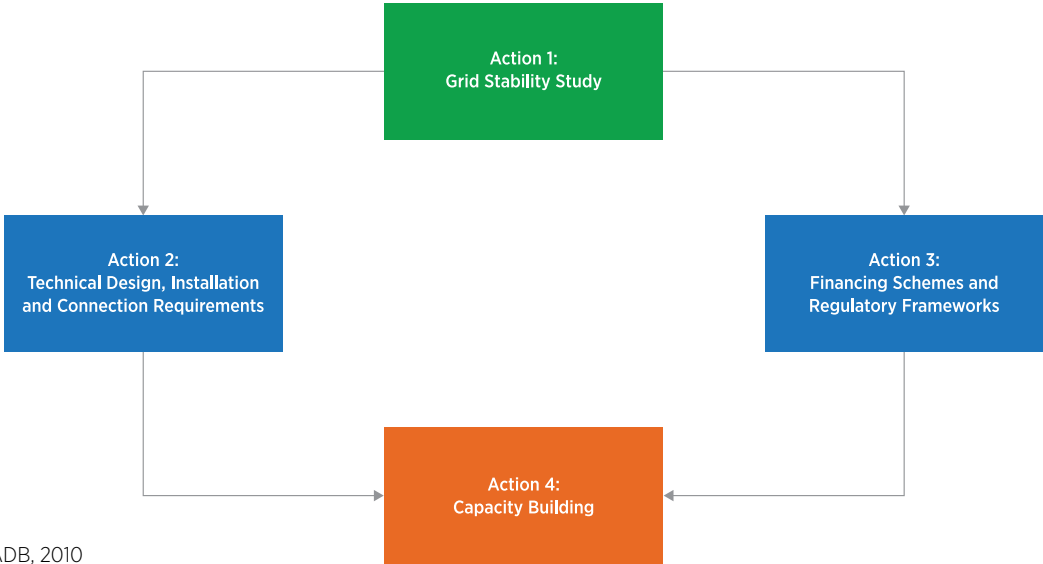 Action 1:
Grid Stability Study
Action 2:
Technical Design, Installation
and Connection Requirements
Action 3:
Financing Schemes and
Regulatory Frameworks
Action 4:
Capacity Building
ADB, 2010